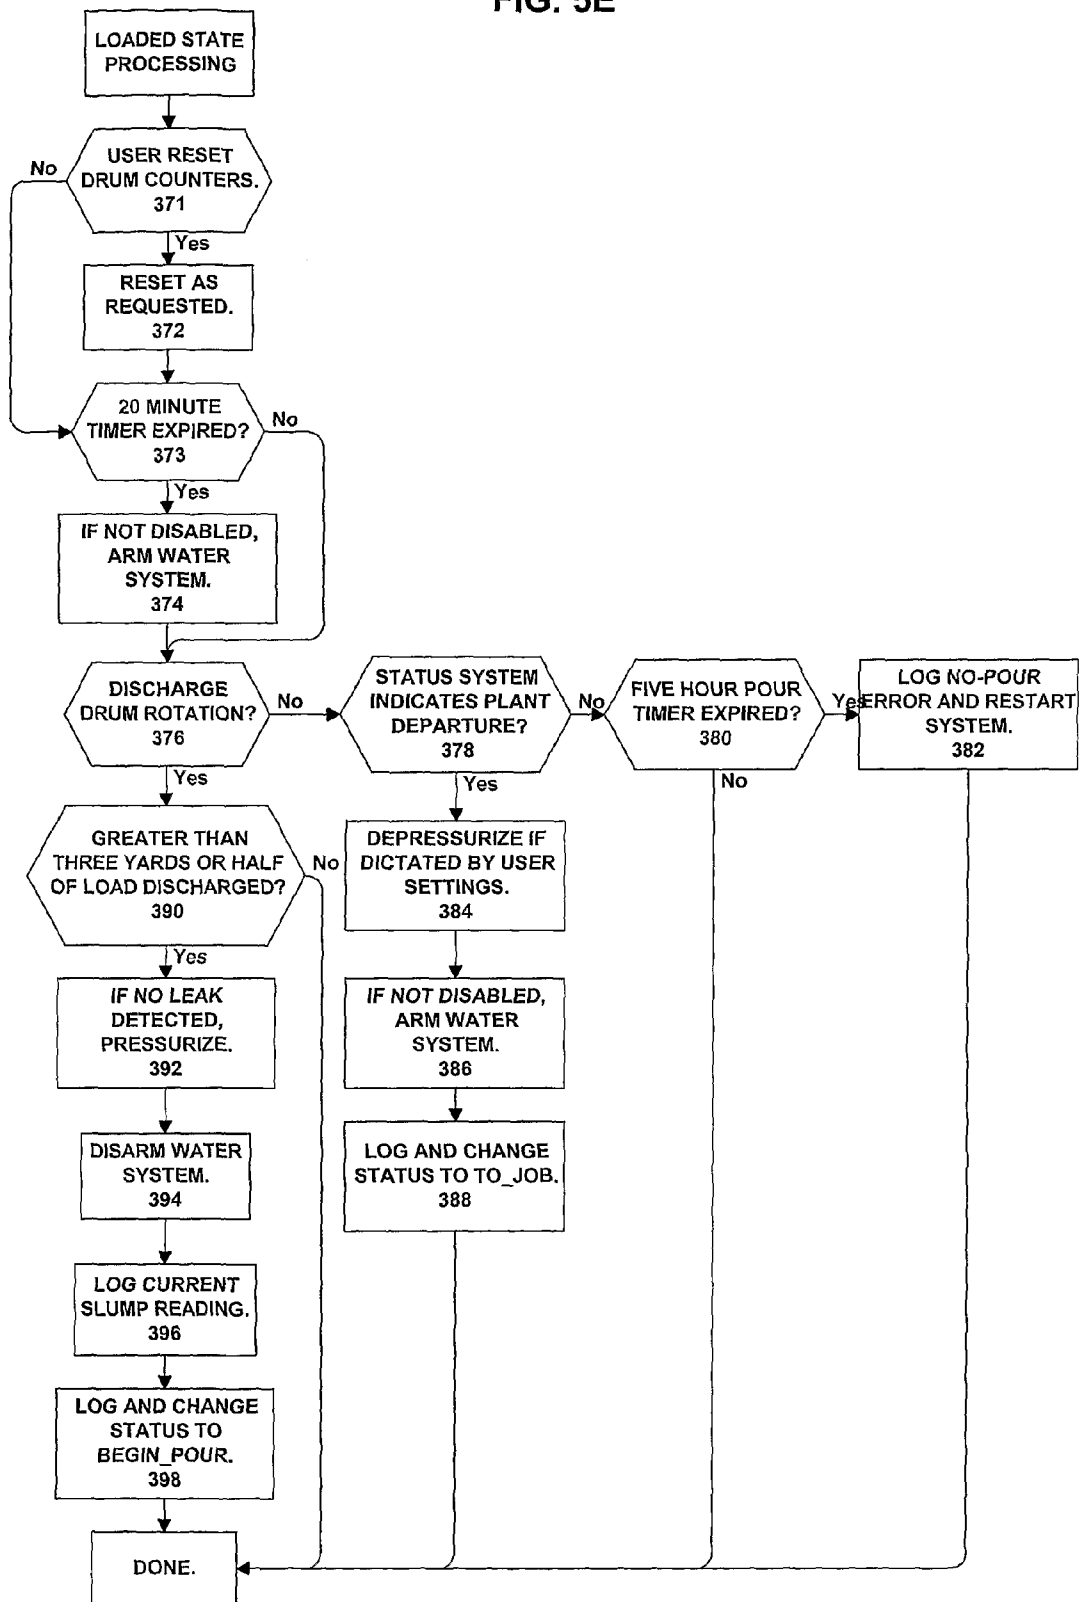 FIG. 5E
LOADED STATE
PROCESSING
USER RESET
DRUM COUNTERS.
371
No
Yes
RESET AS
REQUESTED.
372
20 MINUTE
TIMER EXPIRED?
373
No
Yes
IF NOT DISABLED,
ARM WATER
SYSTEM.
374
DISCHARGE
DRUM ROTATION?
376
No
Yes
STATUS SYSTEM
INDICATES PLANT
DEPARTURE?
378
No
Yes
FIVE HOUR POUR
TIMER EXPIRED?
380
Yes
No
LOG NO-POUR
ERROR AND RESTART
SYSTEM.
382
GREATER THAN
THREE YARDS OR HALF
OF LOAD DISCHARGED?
390
No
Yes
DEPRESSURIZE IF
DICTATED BY USER
SETTINGS.
384
IF NO LEAK
DETECTED,
PRESSURIZE.
392
IF NOT DISABLED,
ARM WATER
SYSTEM.
386
DISARM WATER
SYSTEM.
394
LOG AND CHANGE
STATUS TO TO_JOB.
388
LOG CURRENT
SLUMP READING.
396
LOG AND CHANGE
STATUS TO
BEGIN_POUR.
398
DONE.